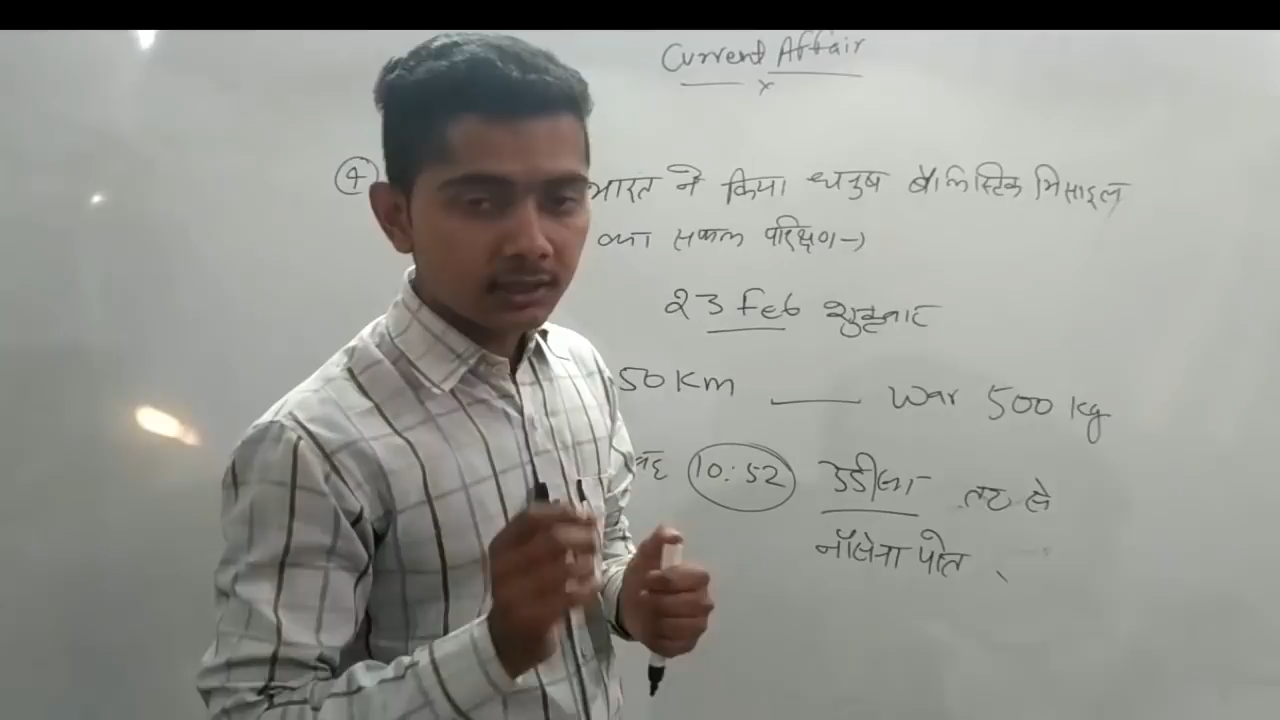 Current Affair
x
④ भारत ने किया धनुष बैलिस्टिक मिसाइल
का सफल परिक्षण→
23 Feb शुक्रवार
50 Km —— War 500 kg
10:52 उडीसा तट से
नौसेना पोत